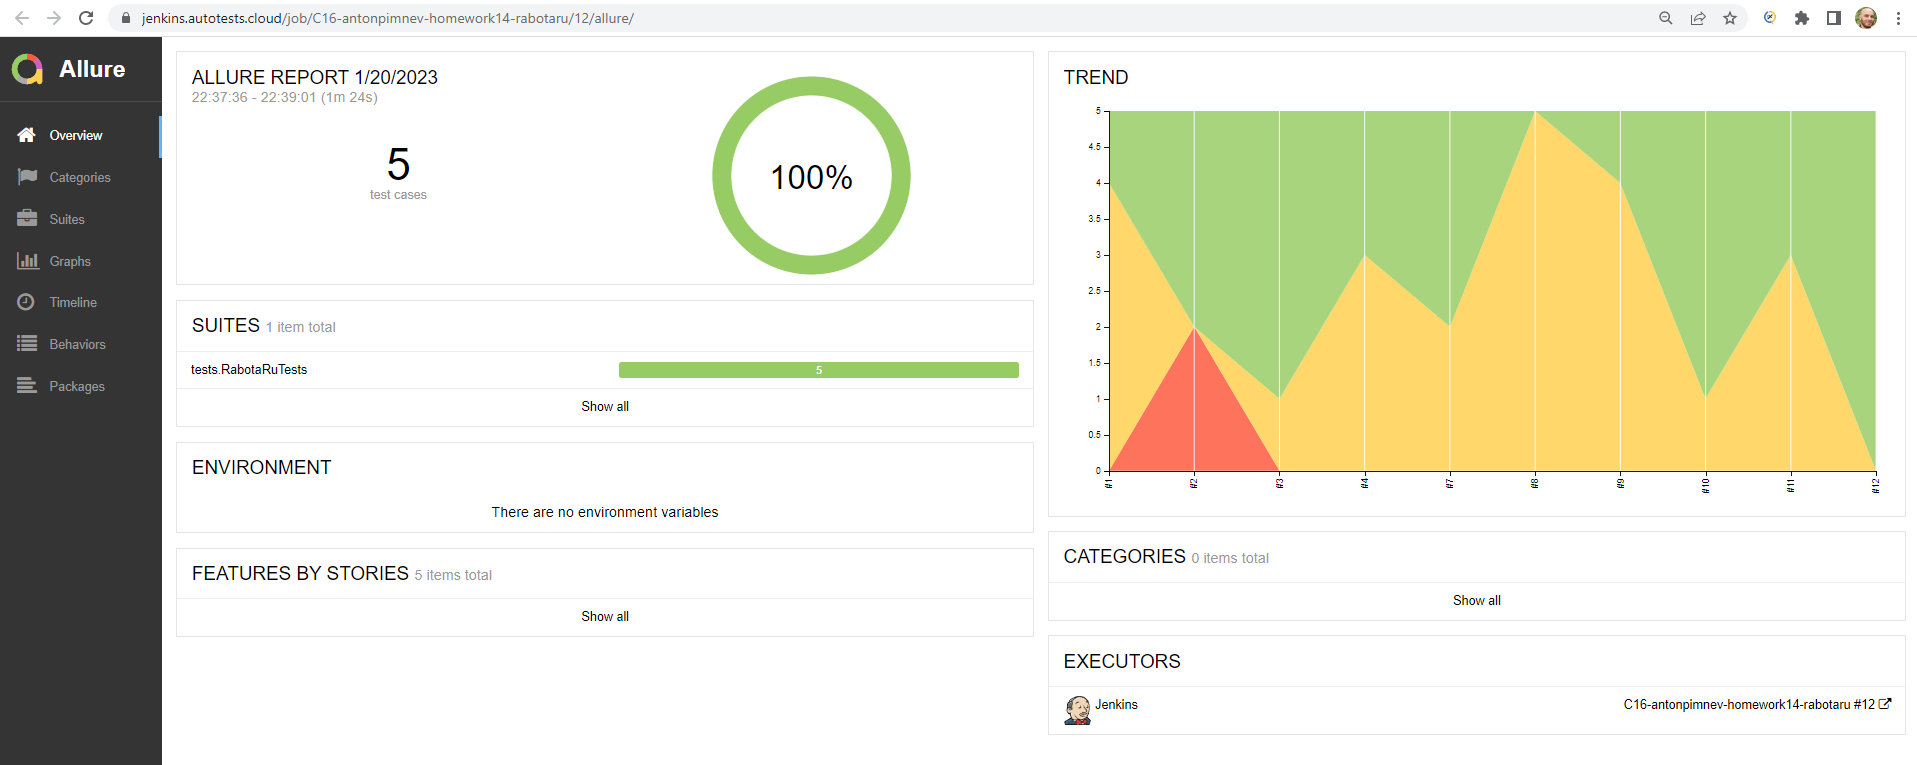 jenkins.autotests.cloud/job/C16-antonpimnev-homework14-rabotaru/12/allure/
Allure
Overview
Categories
Suites
Graphs
Timeline
Behaviors
Packages
ALLURE REPORT 1/20/2023
22:37:36 - 22:39:01 (1m 24s)
5
test cases
100%
SUITES 1 item total
tests.RabotaRuTests 5
Show all
ENVIRONMENT
There are no environment variables
FEATURES BY STORIES 5 items total
Show all
TREND
5
4.5
4
3.5
3
2.5
2
1.5
1
0.5
0
#1 #2 #3 #4 #7 #8 #9 #10 #11 #12
CATEGORIES 0 items total
Show all
EXECUTORS
Jenkins C16-antonpimnev-homework14-rabotaru #12